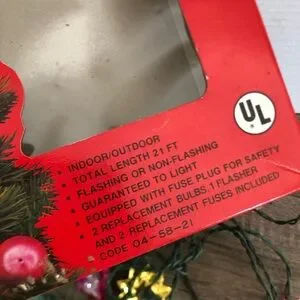 UL
• INDOOR/OUTDOOR
• TOTAL LENGTH 21 FT
• FLASHING OR NON-FLASHING
• GUARANTEED TO LIGHT
• EQUIPPED WITH FUSE PLUG FOR SAFETY
• 2 REPLACEMENT BULBS, 1 FLASHER
AND 2 REPLACEMENT FUSES INCLUDED
CODE 04-58-21